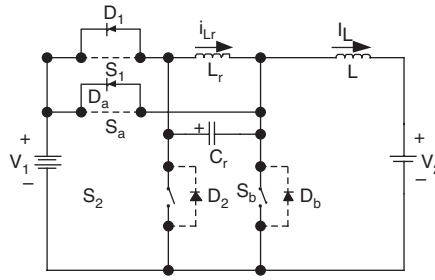 D1
iLr
IL
S1
Lr
L
Da
Sa
+
+
+
V1
Cr
V2
−
−
S2
D2
Sb
Db